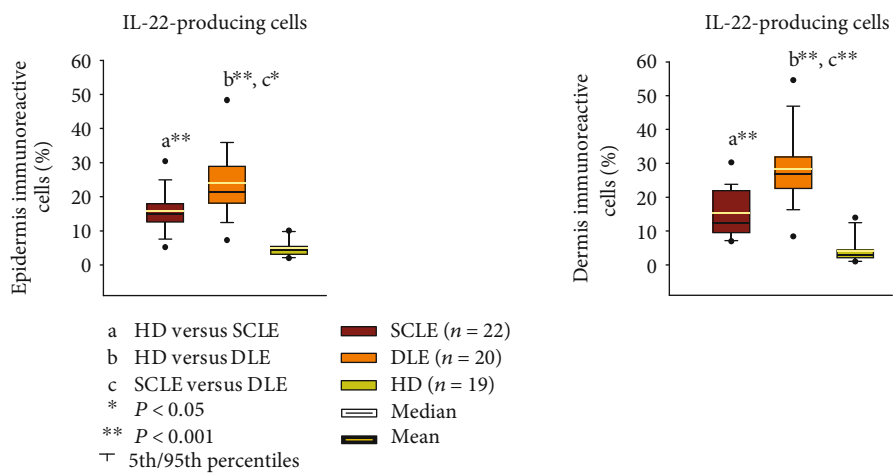 IL-22-producing cells
Epidermis immunoreactive
cells (%)
60
50
40
30
20
10
0
a**
b**, c*
IL-22-producing cells
Dermis immunoreactive
cells (%)
60
50
40
30
20
10
0
a**
b**, c**
a HD versus SCLE
b HD versus DLE
c SCLE versus DLE
* P < 0.05
** P < 0.001
5th/95th percentiles
SCLE (n = 22)
DLE (n = 20)
HD (n = 19)
Median
Mean